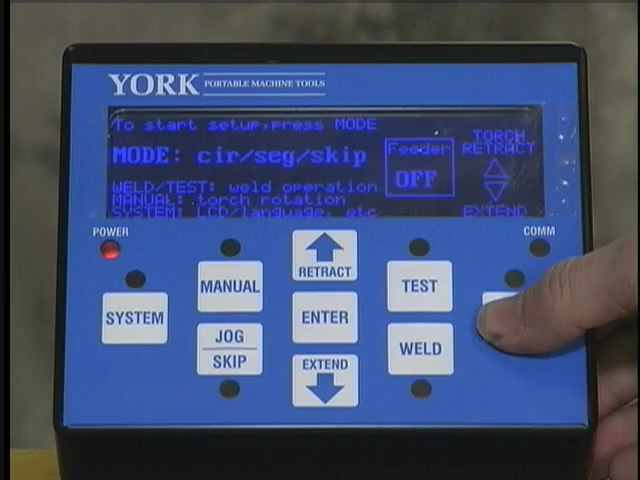 YORK PORTABLE MACHINE TOOLS
To start setup,press MODE
MODE: cir/seg/skip
Feeder
OFF
TORCH
RETRACT
EXTEND
WELD/TEST: weld operation
MANUAL: torch rotation
SYSTEM: LCD/language, etc
POWER
COMM
SYSTEM
MANUAL
JOG
SKIP
RETRACT
ENTER
EXTEND
TEST
WELD